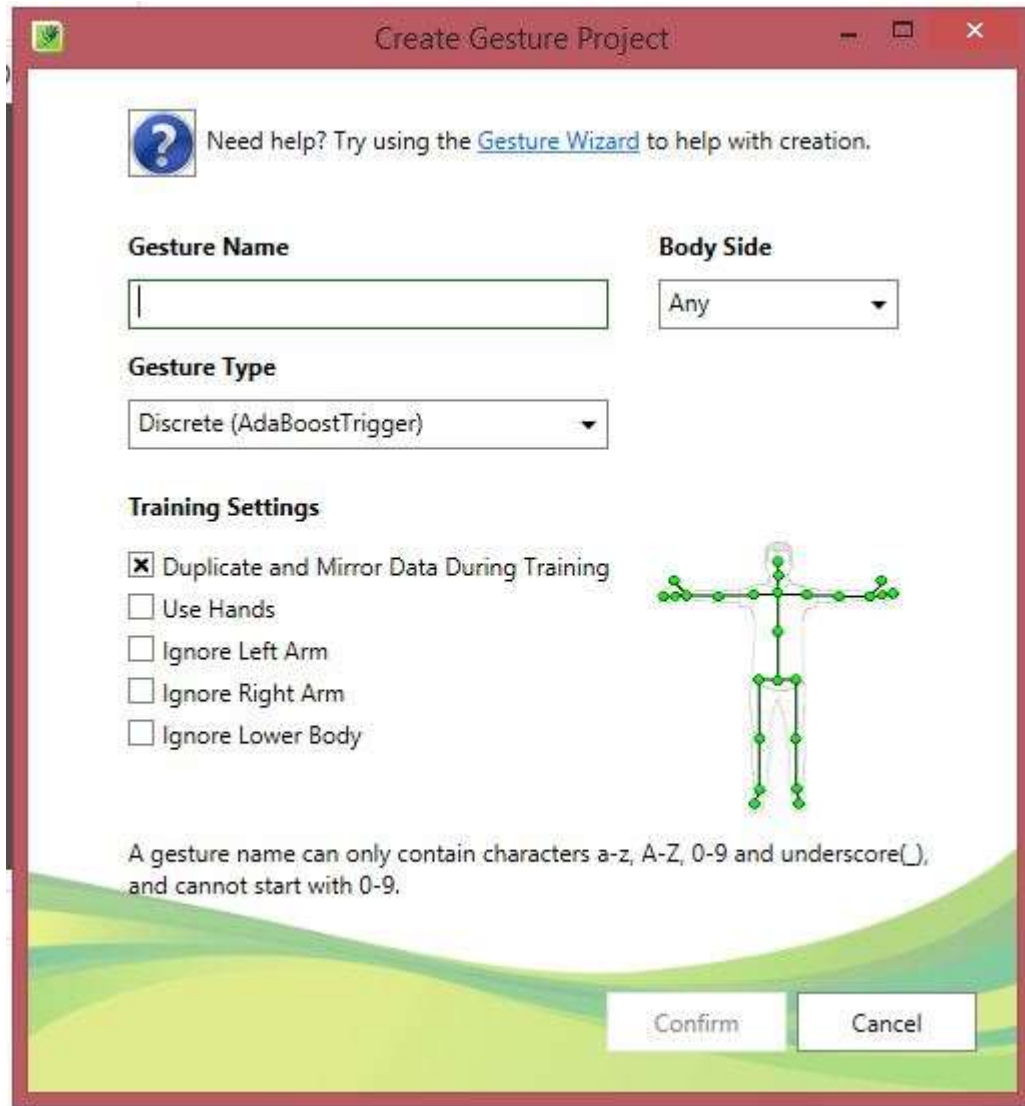 Create Gesture Project
Need help? Try using the Gesture Wizard to help with creation.
Gesture Name
Body Side
Any
Gesture Type
Discrete (AdaBoostTrigger)
Training Settings
Duplicate and Mirror Data During Training
Use Hands
Ignore Left Arm
Ignore Right Arm
Ignore Lower Body
A gesture name can only contain characters a-z, A-Z, 0-9 and underscore(_),
and cannot start with 0-9.
Confirm
Cancel